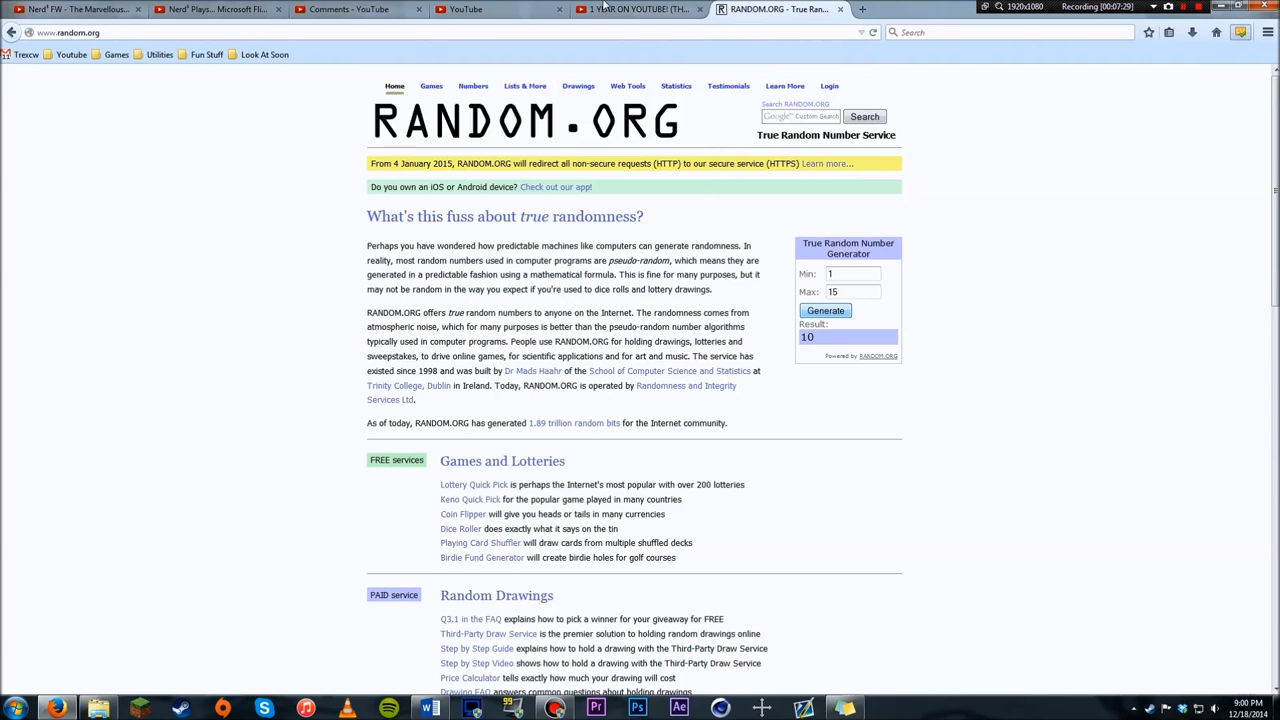 Nerd³ FW - The Marvellous... Nerd³ Plays... Microsoft Fli... Comments - YouTube YouTube 1 YEAR ON YOUTUBE! (TH... RANDOM.ORG - True Ran... 1920x1080 00:07:29
www.random.org Search
Trexcw Youtube Games Utilities Fun Stuff Look At Soon
Home Games Numbers Lists & More Drawings Web Tools Statistics Testimonials Learn More Login
RANDOM.ORG
Search RANDOM.ORG
Google™ Custom Search Search
True Random Number Service
From 4 January 2015, RANDOM.ORG will redirect all non-secure requests (HTTP) to our secure service (HTTPS) Learn more...
Do you own an iOS or Android device? Check out our app!
What's this fuss about true randomness?
Perhaps you have wondered how predictable machines like computers can generate randomness. In
reality, most random numbers used in computer programs are pseudo-random, which means they are
generated in a predictable fashion using a mathematical formula. This is fine for many purposes, but it
may not be random in the way you expect if you're used to dice rolls and lottery drawings.
RANDOM.ORG offers true random numbers to anyone on the Internet. The randomness comes from
atmospheric noise, which for many purposes is better than the pseudo-random number algorithms
typically used in computer programs. People use RANDOM.ORG for holding drawings, lotteries and
sweepstakes, to drive online games, for scientific applications and for art and music. The service has
existed since 1998 and was built by Dr Mads Haahr of the School of Computer Science and Statistics at
Trinity College, Dublin in Ireland. Today, RANDOM.ORG is operated by Randomness and Integrity
Services Ltd.
As of today, RANDOM.ORG has generated 1.89 trillion random bits for the Internet community.
True Random Number
Generator
Min: 1
Max: 15
Generate
Result:
10
Powered by RANDOM.ORG
FREE services
Games and Lotteries
Lottery Quick Pick is perhaps the Internet's most popular with over 200 lotteries
Keno Quick Pick for the popular game played in many countries
Coin Flipper will give you heads or tails in many currencies
Dice Roller does exactly what it says on the tin
Playing Card Shuffler will draw cards from multiple shuffled decks
Birdie Fund Generator will create birdie holes for golf courses
PAID service
Random Drawings
Q3.1 in the FAQ explains how to pick a winner for your giveaway for FREE
Third-Party Draw Service is the premier solution to holding random drawings online
Step by Step Guide explains how to hold a drawing with the Third-Party Draw Service
Step by Step Video shows how to hold a drawing with the Third-Party Draw Service
Price Calculator tells exactly how much your drawing will cost
Drawing FAQ answers common questions about holding drawings
99 Pr Ps Ae
9:00 PM
12/18/2014